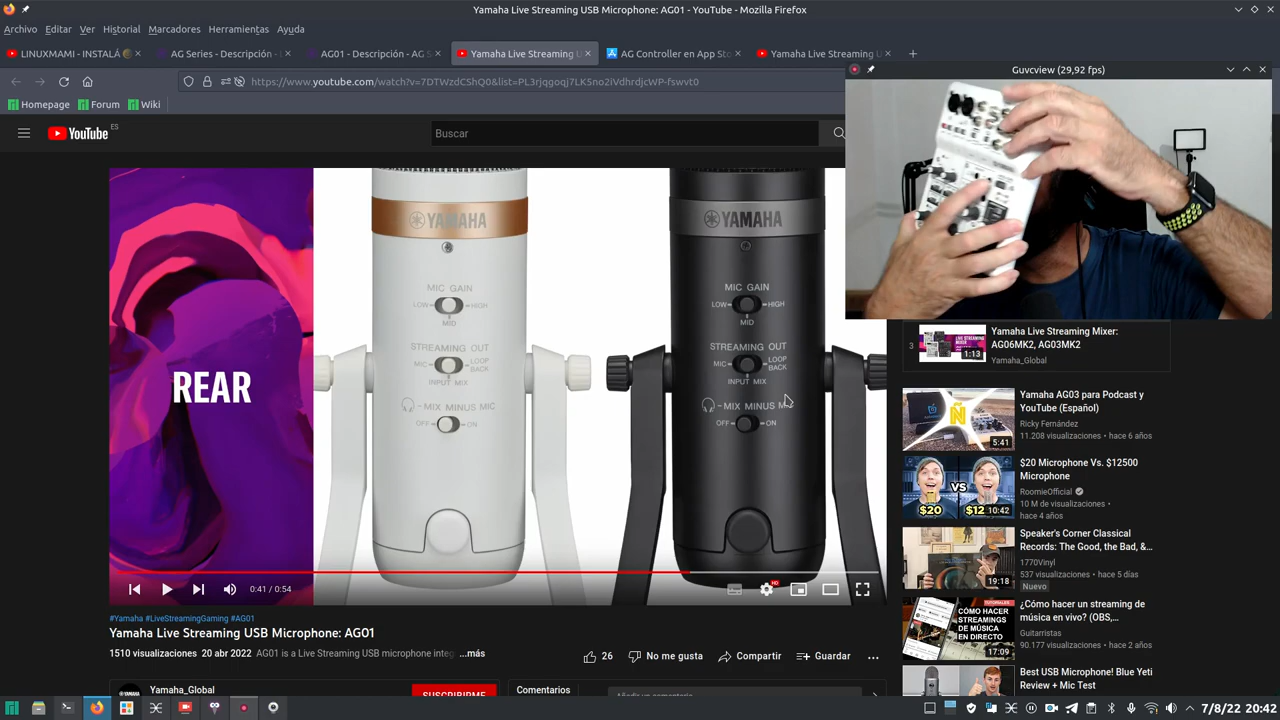 Yamaha Live Streaming USB Microphone: AG01 - YouTube - Mozilla Firefox
Archivo Editar Ver Historial Marcadores Herramientas Ayuda
LINUXMAMI - INSTALÁ
AG Series - Descripción -
AG01 - Descripción - AG S
Yamaha Live Streaming U
AG Controller en App Sto
Yamaha Live Streaming U
https://www.youtube.com/watch?v=7DTWzdCShQ0&list=PL3rjgoqj7LKSno2iVdhrdjcWP-fswvt0
Homepage Forum Wiki
Guvcview (29,92 fps)
YouTube ES
Buscar
REAR
YAMAHA
MIC GAIN
LOW HIGH
MID
STREAMING OUT
MIC LOOP BACK
INPUT MIX
-MIX MINUS MIC
OFF ON
YAMAHA
MIC GAIN
LOW HIGH
MID
STREAMING OUT
MIC LOOP BACK
INPUT MIX
-MIX MINUS M
OFF ON
0:41 / 0:54
HD
#Yamaha #LiveStreamingGaming #AG01
Yamaha Live Streaming USB Microphone: AG01
1510 visualizaciones 20 abr 2022 AG
streaming USB microphone integ ...más
26 No me gusta Compartir Guardar
Yamaha_Global
SUSCRIBIRME
Comentarios
Añadir un comentario
3
1:13
Yamaha Live Streaming Mixer:
AG06MK2, AG03MK2
Yamaha_Global
Ñ
5:41
Yamaha AG03 para Podcast y
YouTube (Español)
Ricky Fernández
11.208 visualizaciones • hace 6 años
VS
$20
$12
10:42
$20 Microphone Vs. $12500
Microphone
RoomieOfficial
10 M de visualizaciones •
hace 4 años
19:18
Speaker's Corner Classical
Records: The Good, the Bad, &...
1770Vinyl
537 visualizaciones • hace 5 días
Nuevo
CÓMO HACER
STREAMINGS
DE MÚSICA
EN DIRECTO
17:09
¿Cómo hacer un streaming de
música en vivo? (OBS,...
Guitarristas
90.177 visualizaciones • hace 2 años
Best USB Microphone! Blue Yeti
Review + Mic Test
7/8/22 20:42